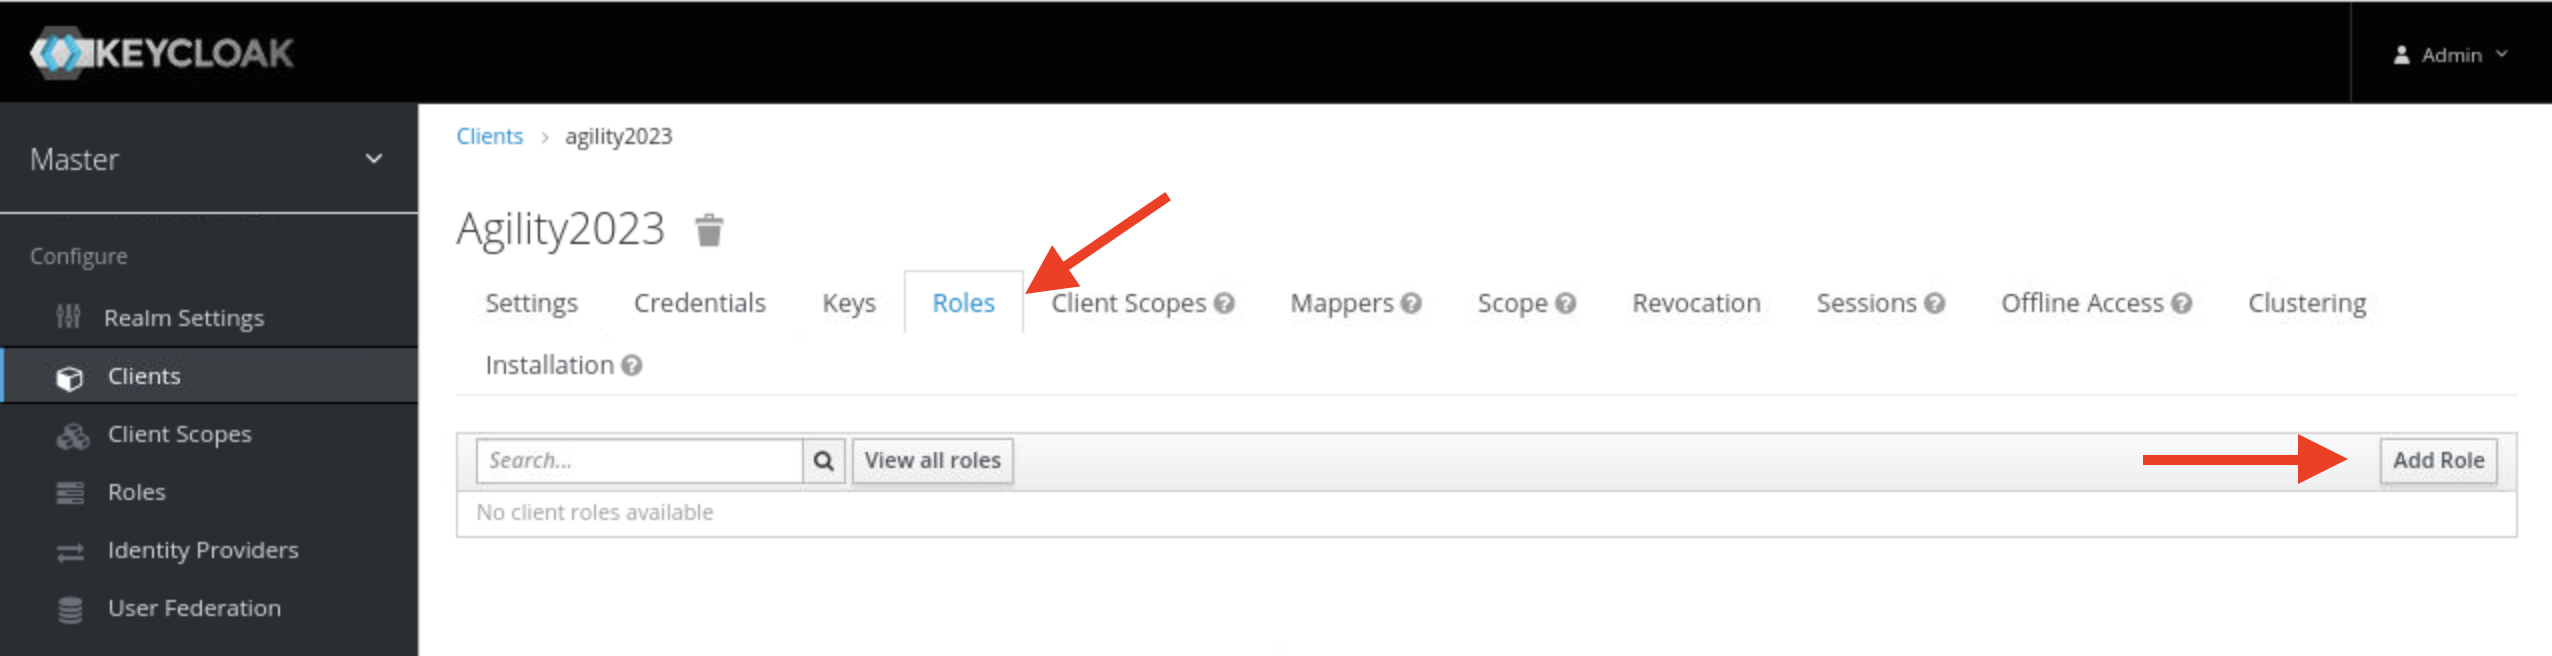 KEYCLOAK
Admin
Master
Configure
Realm Settings
Clients
Client Scopes
Roles
Identity Providers
User Federation
Clients › agility2023
Agility2023
Settings Credentials Keys Roles Client Scopes ? Mappers ? Scope ? Revocation Sessions ? Offline Access ? Clustering
Installation ?
Search... View all roles Add Role
No client roles available